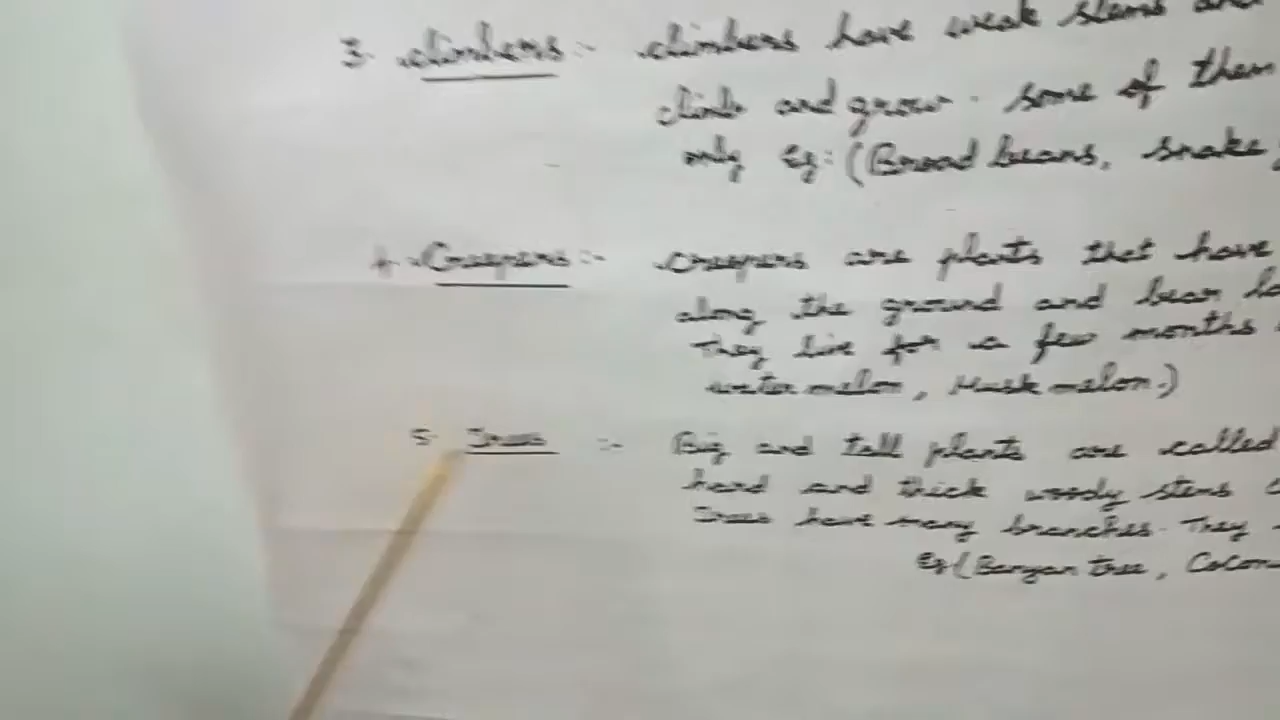 3. climbers :- climbers have weak stems and
climb and grow. some of them
only Eg: (Broad beans, snake
4. Creepers :- creepers are plants that have
along the ground and bear
They live for a few months
water melon, Musk melon.)
5. Trees :- Big and tall plants are called
hard and thick woody stems
Trees have many branches. They
Eg (Banyan tree, Cocon